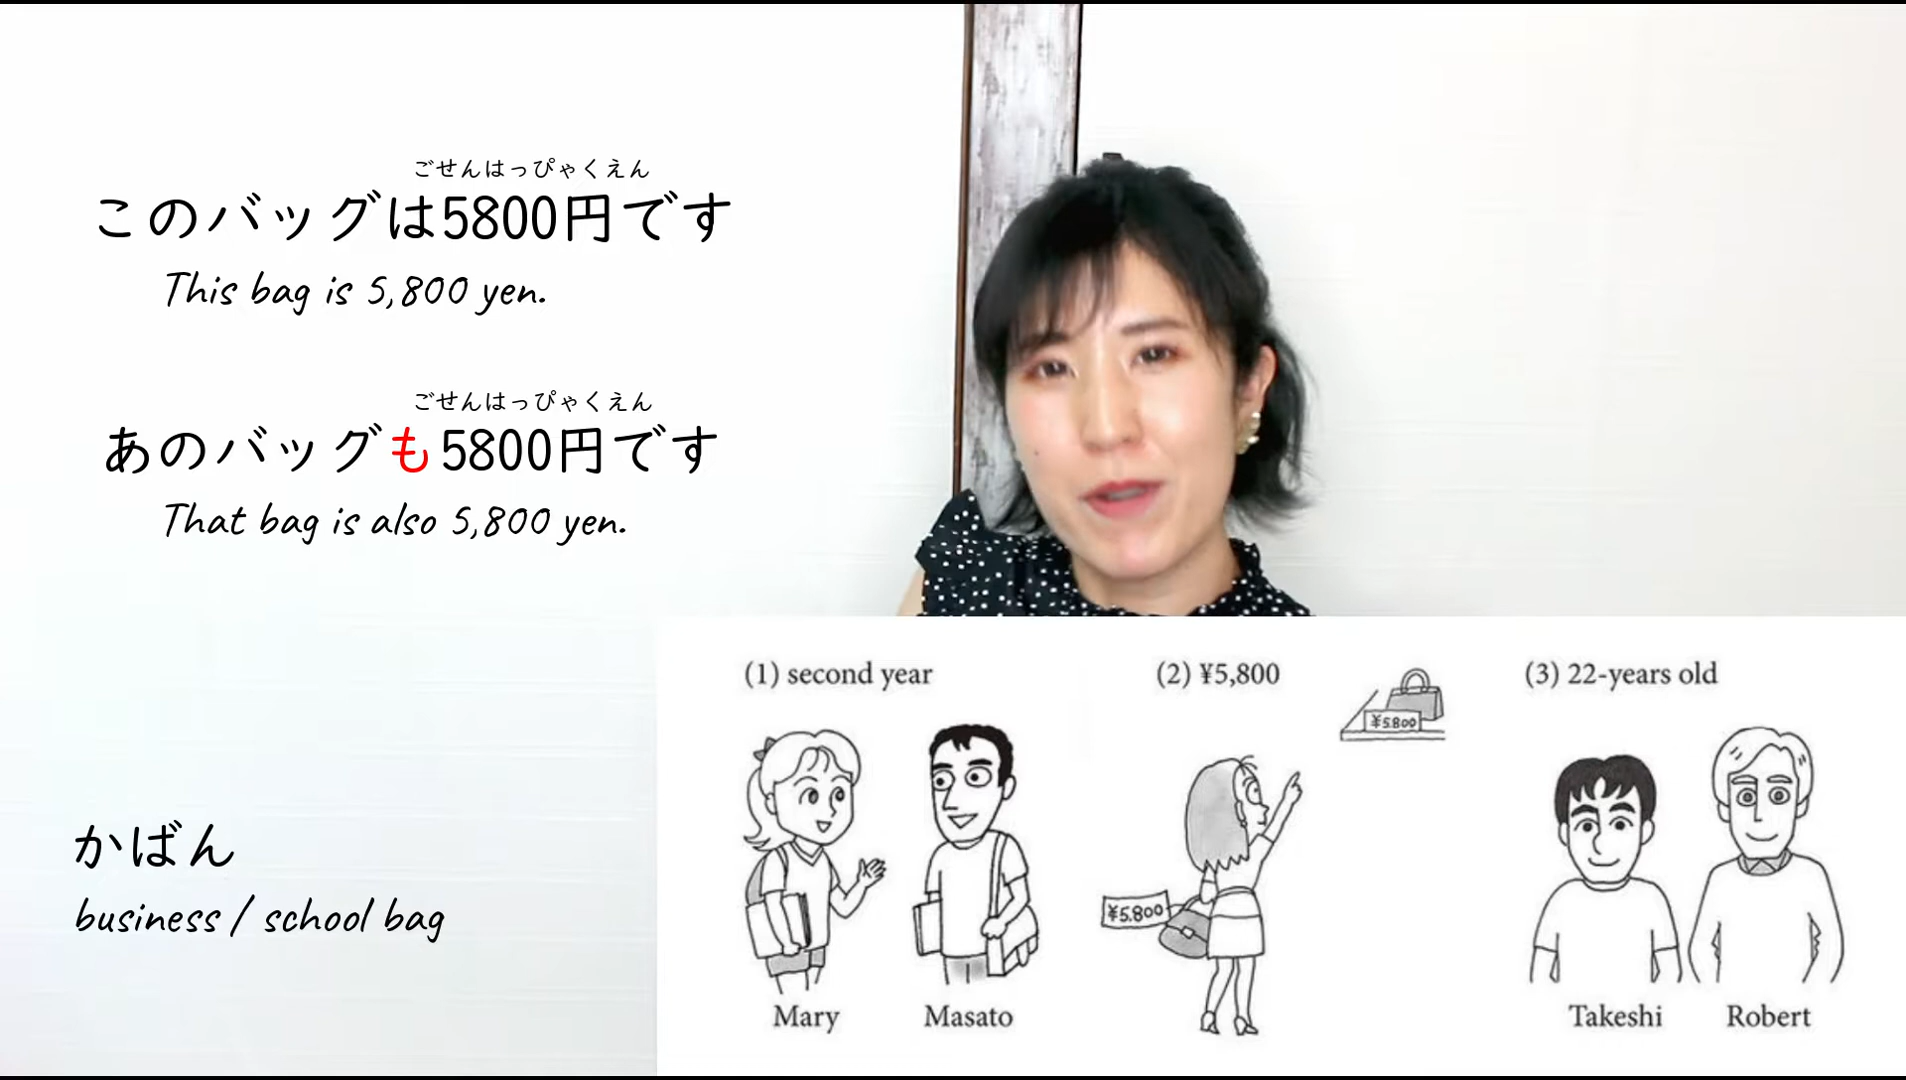 ごせんはっぴゃくえん
このバッグは5800円です
This bag is 5,800 yen.
ごせんはっぴゃくえん
あのバッグも5800円です
That bag is also 5,800 yen.
かばん
business / school bag
(1) second year
Mary
Masato
(2) ¥5,800
¥5.800
¥5.800
(3) 22-years old
Takeshi
Robert